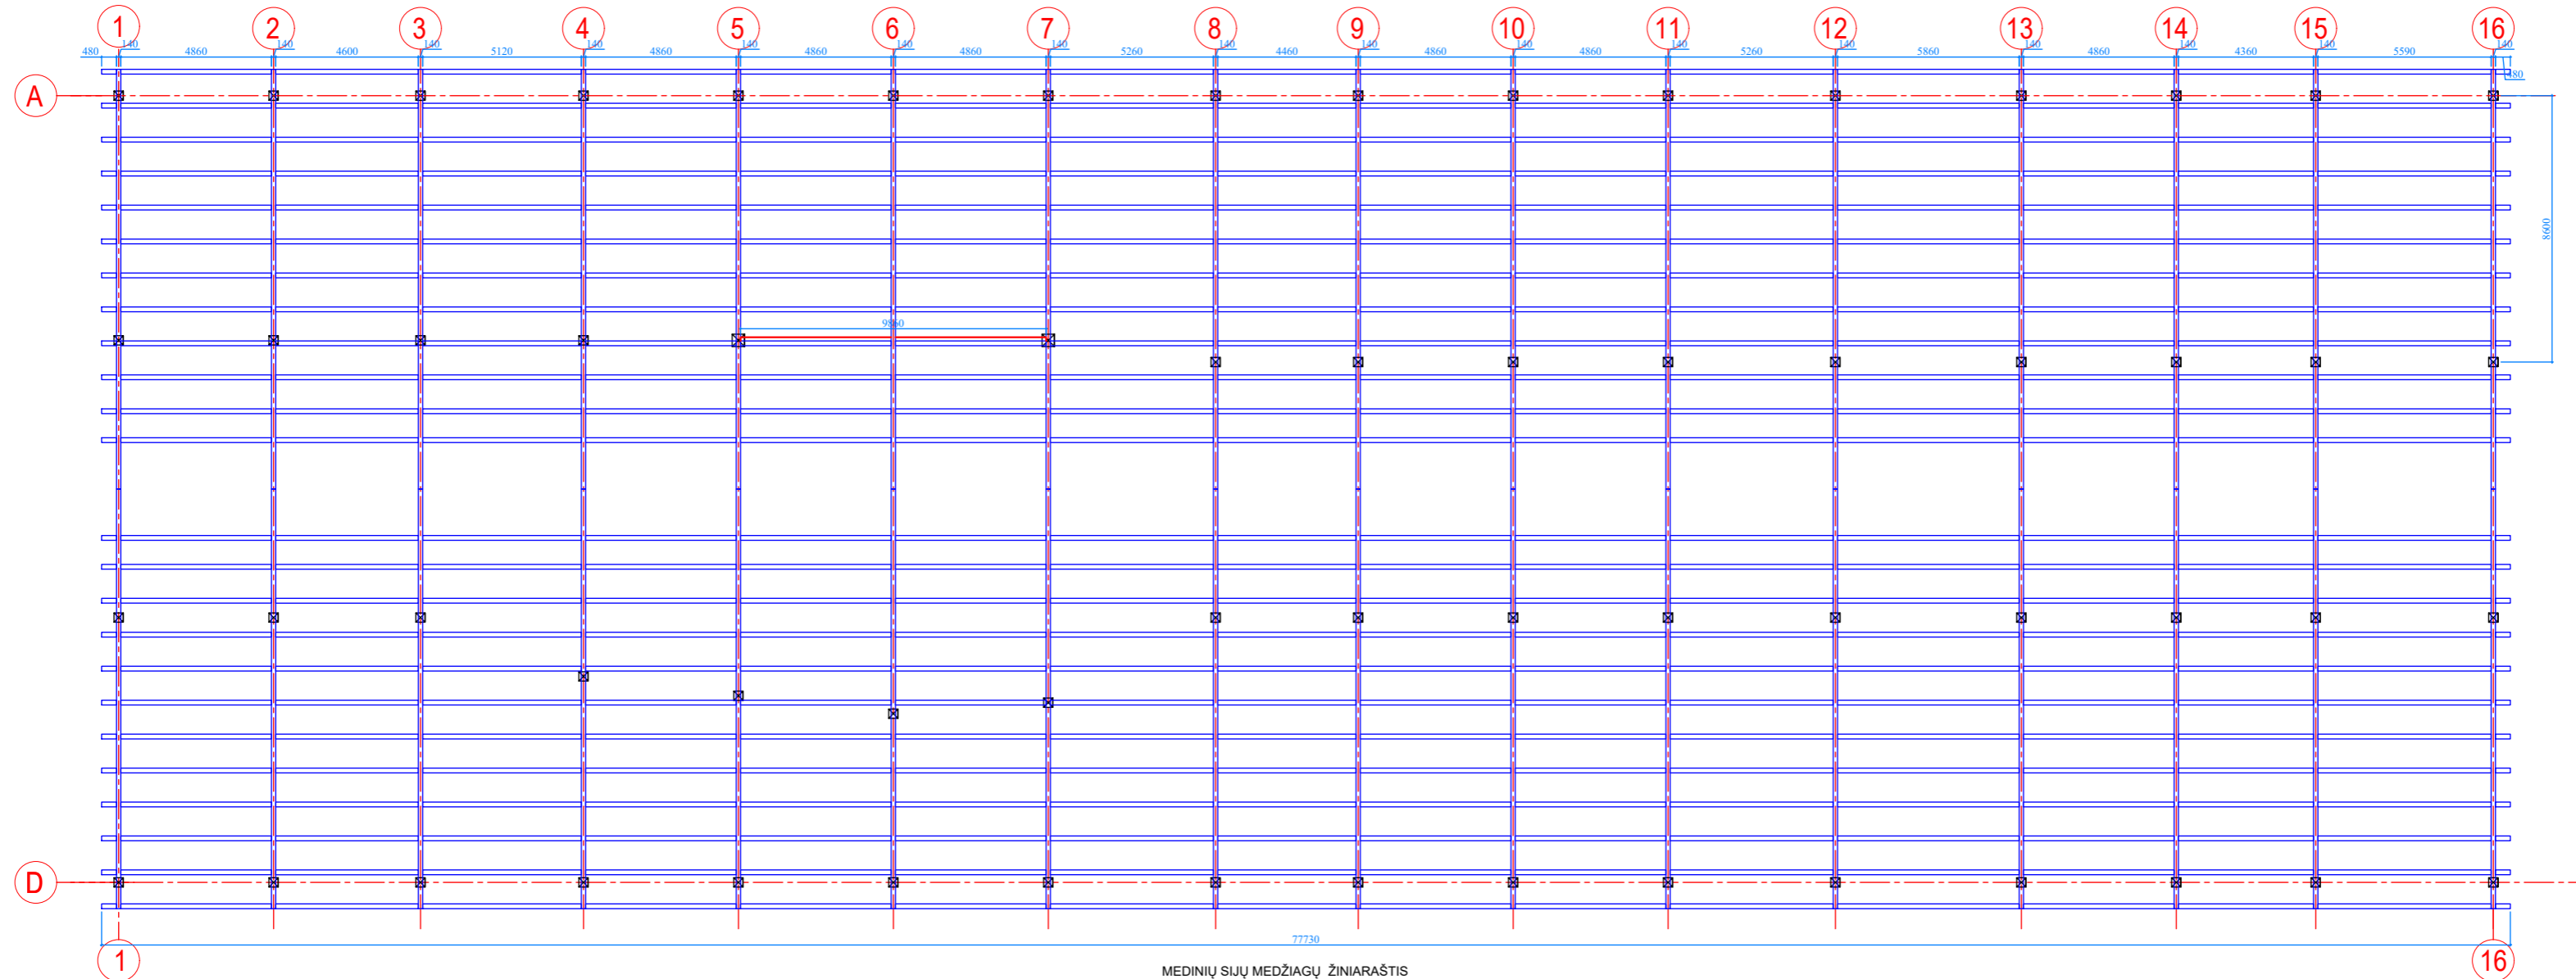 1 2 3 4 5 6 7 8 9 10 11 12 13 14 15 16
140 140 140 140 140 140 140 140 140 140 140 140 140 140 140 140
480 4860 4600 5120 4860 4860 4860 5260 4460 4860 4860 5260 5860 4860 4360 5590
480
A
8600
9860
D
77730
1 16
MEDINIŲ SIJŲ MEDŽIAGŲ ŽINIARAŠTIS